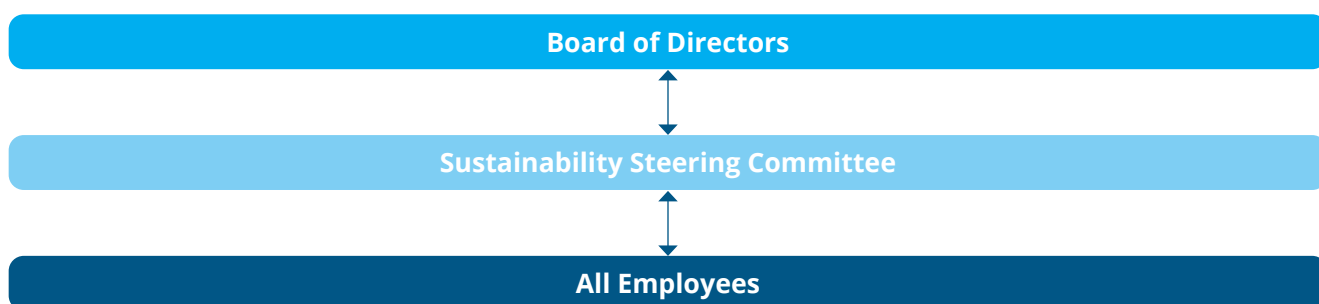 Board of Directors
Sustainability Steering Committee
All Employees